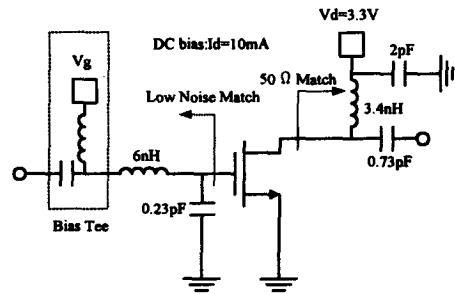 Vd=3.3V
DC bias:Id=10mA
2pF
Vg
50 Ω Match
Low Noise Match
3.4nH
6nH
0.73pF
0.23pF
Bias Tee